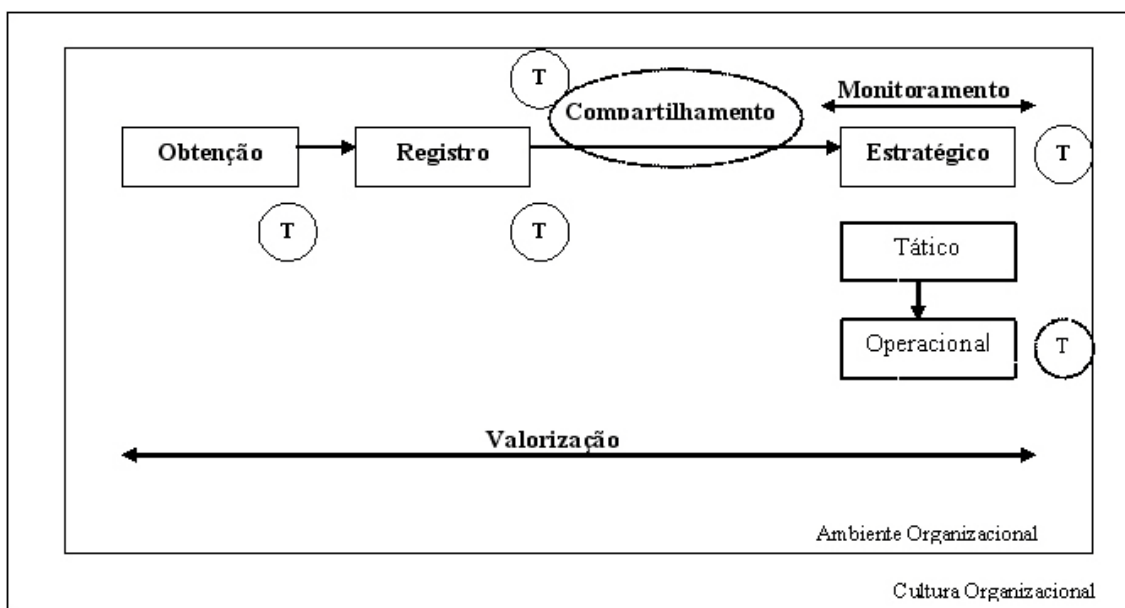 T
Compartilhamento
Monitoramento
Obtenção
Registro
Estratégico
T
T
T
Tático
Operacional
T
Valorização
Ambiente Organizacional
Cultura Organizacional